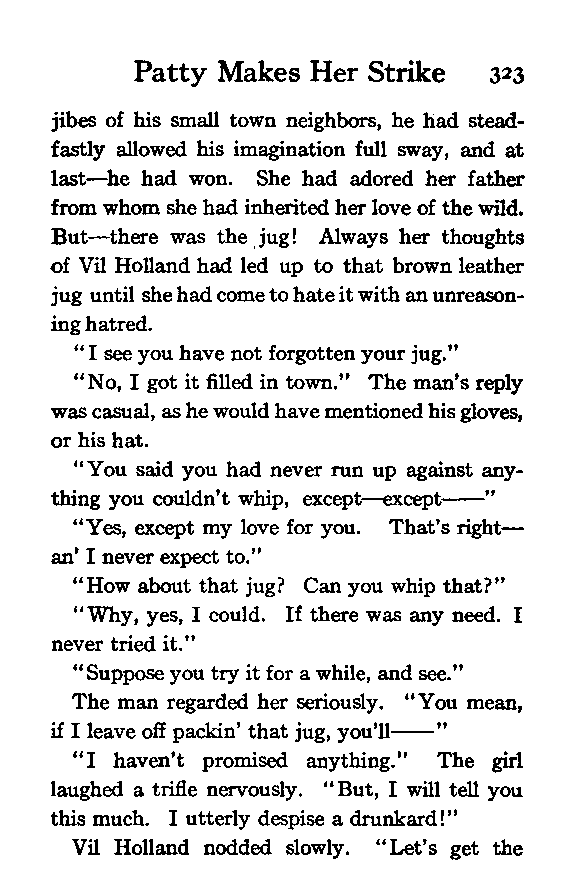 Patty Makes Her Strike 323
jibes of his small town neighbors, he had stead-
fastly allowed his imagination full sway, and at
last—he had won. She had adored her father
from whom she had inherited her love of the wild.
But—there was the jug! Always her thoughts
of Vil Holland had led up to that brown leather
jug until she had come to hate it with an unreason-
ing hatred.
"I see you have not forgotten your jug."
"No, I got it filled in town." The man's reply
was casual, as he would have mentioned his gloves,
or his hat.
"You said you had never run up against any-
thing you couldn't whip, except—except——"
"Yes, except my love for you. That's right—
an' I never expect to."
"How about that jug? Can you whip that?"
"Why, yes, I could. If there was any need. I
never tried it."
"Suppose you try it for a while, and see."
The man regarded her seriously. "You mean,
if I leave off packin' that jug, you'll——"
"I haven't promised anything." The girl
laughed a trifle nervously. "But, I will tell you
this much. I utterly despise a drunkard!"
Vil Holland nodded slowly. "Let's get the